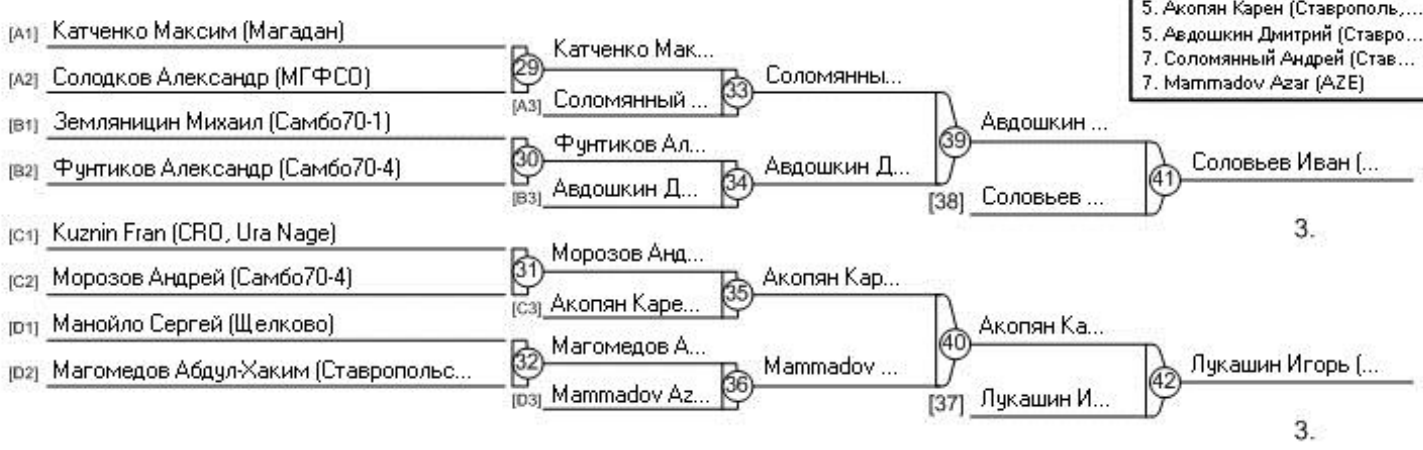 5. Акопян Карен (Ставрополь,...
5. Авдошкин Дмитрий (Ставро...
7. Соломянный Андрей (Став...
7. Mammadov Azar (AZE)
[A1] Катченко Максим (Магадан)
[A2] Солодков Александр (МГФСО)
[B1] Земляницин Михаил (Самбо70-1)
[B2] Фунтиков Александр (Самбо70-4)
[C1] Kuznin Fran (CRO, Ura Nage)
[C2] Морозов Андрей (Самбо70-4)
[D1] Манойло Сергей (Щелково)
[D2] Магомедов Абдул-Хаким (Ставропольс...
29
30
31
32
Катченко Мак...
[A3] Соломянный ...
Фунтиков Ал...
[B3] Авдошкин Д...
Морозов Анд...
[C3] Акопян Каре...
Магомедов А...
[D3] Mammadov Az...
33
34
35
36
Соломянны...
Авдошкин Д...
Акопян Кар...
Mammadov ...
39
40
Авдошкин ...
[38] Соловьев ...
Акопян Ка...
[37] Лукашин И...
41
42
Соловьев Иван (...
3.
Лукашин Игорь (...
3.